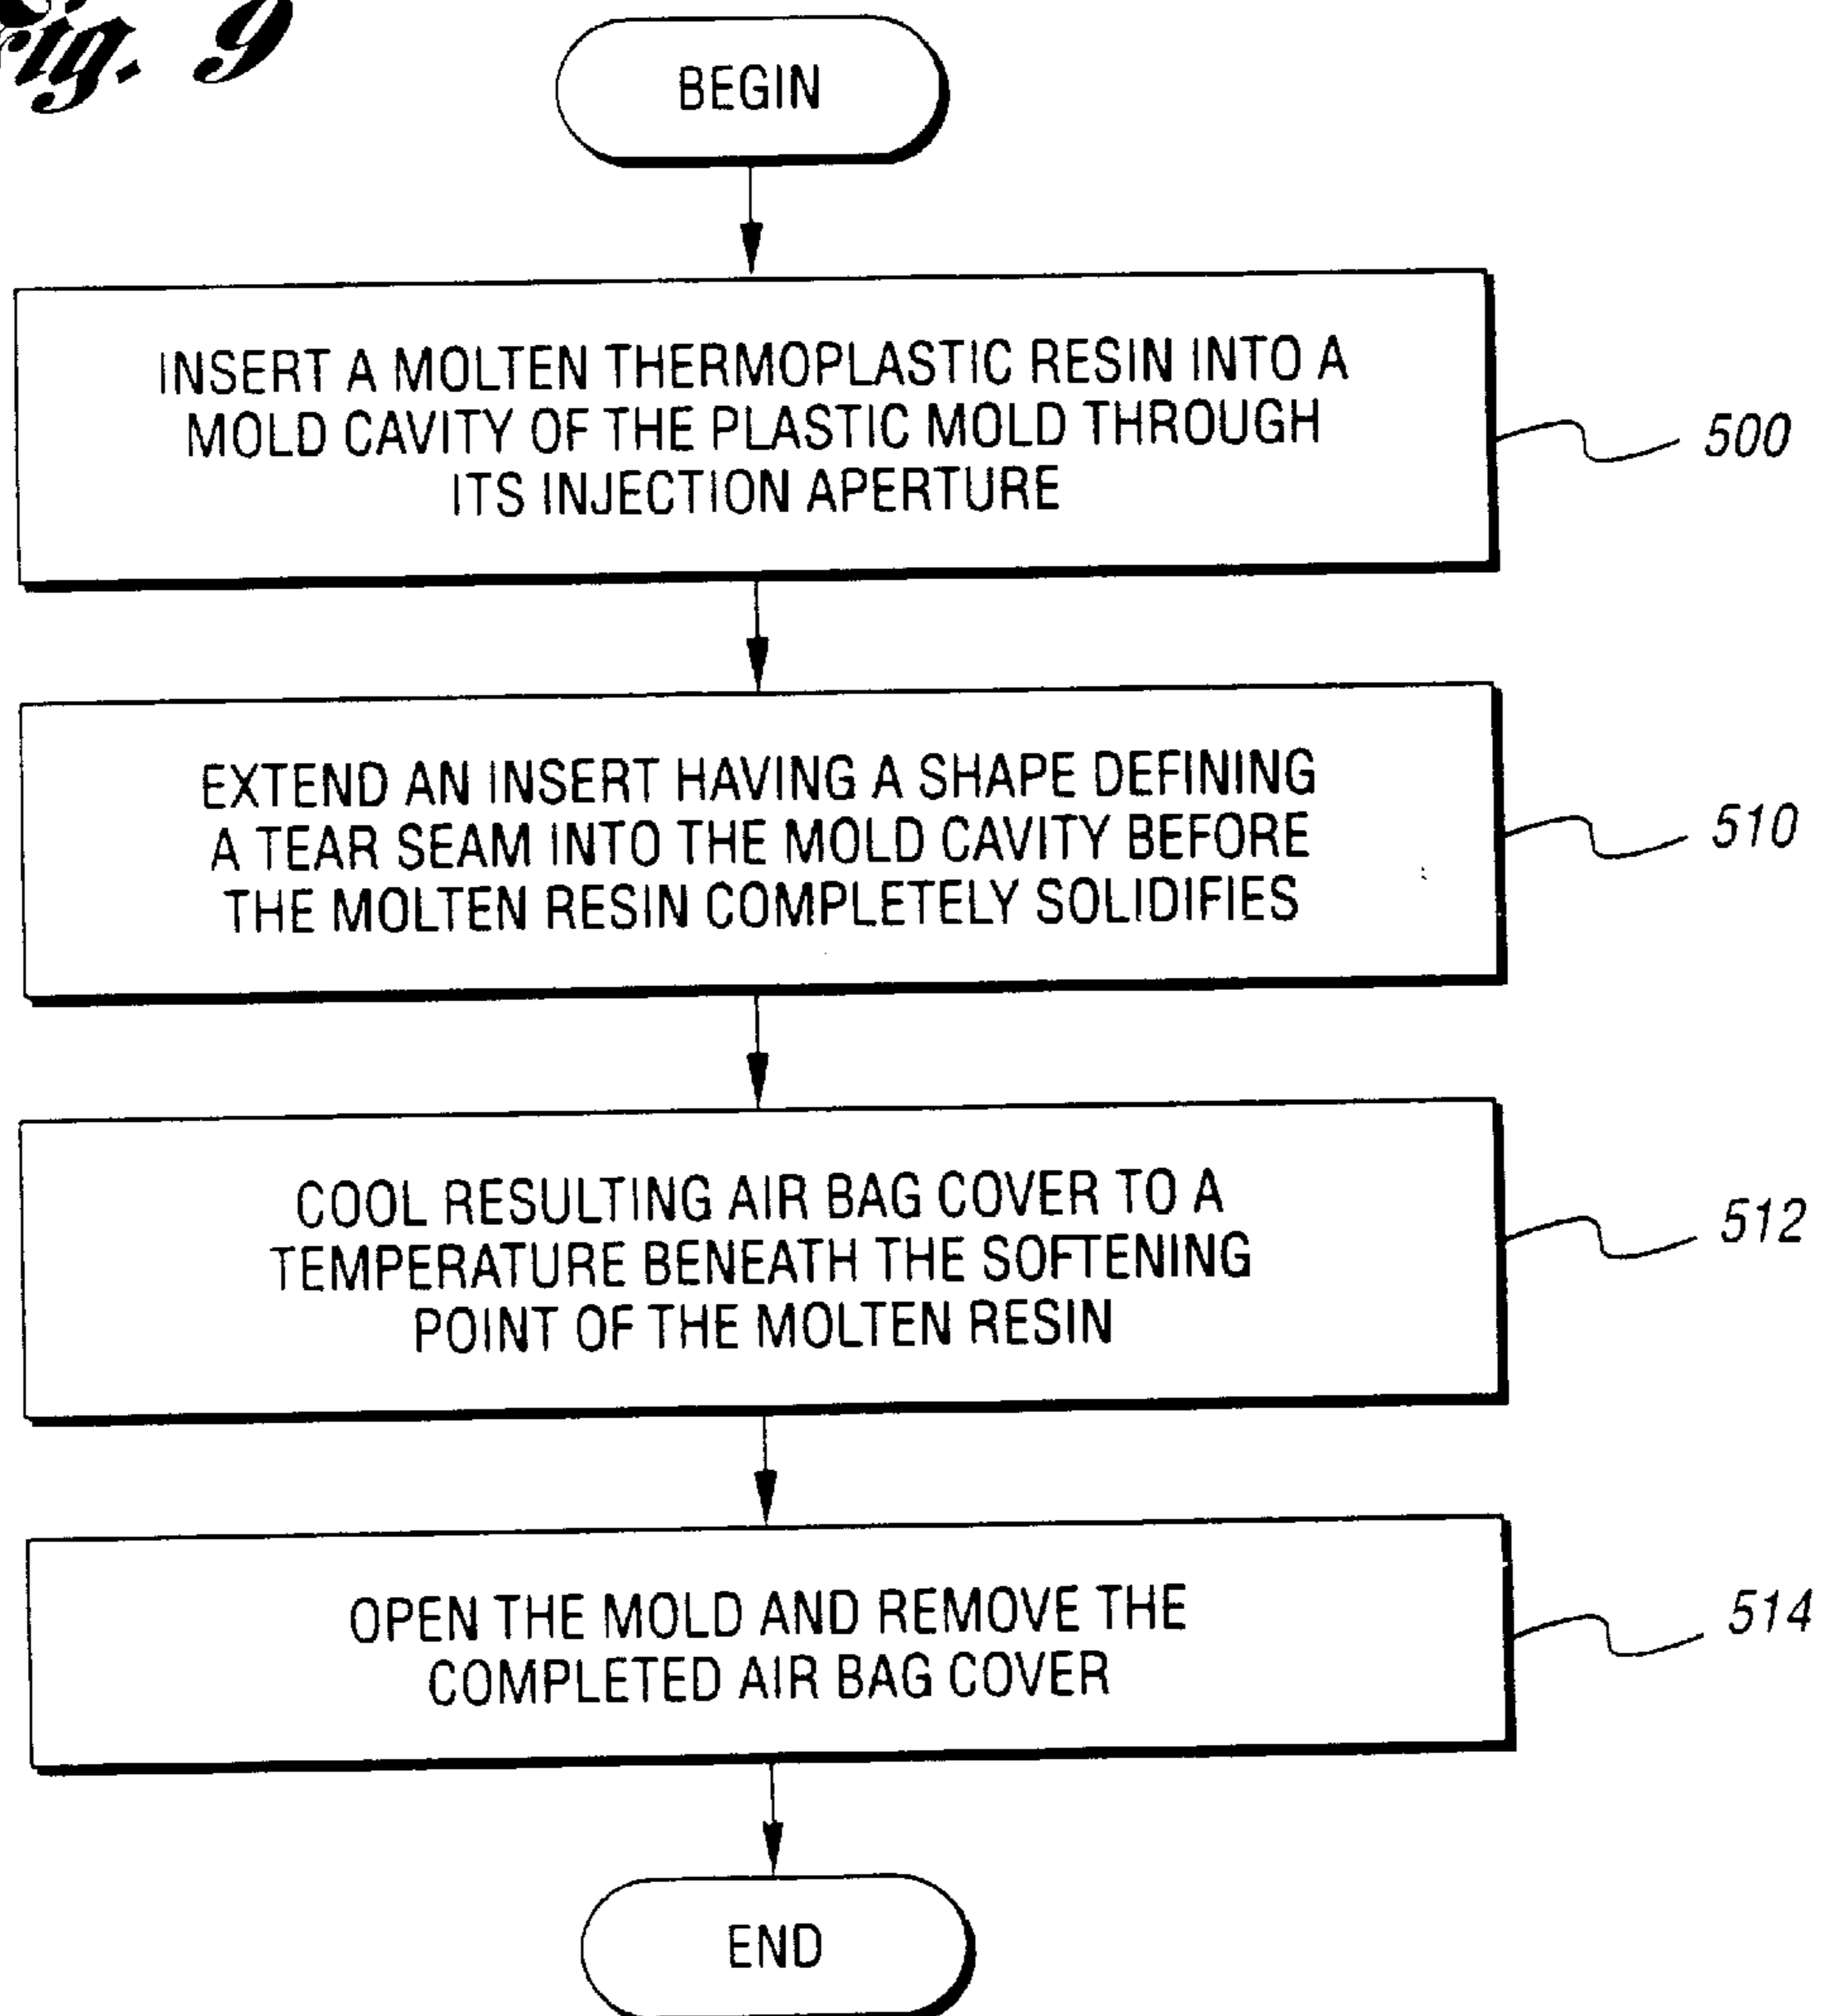 Fig. 9
BEGIN
INSERT A MOLTEN THERMOPLASTIC RESIN INTO A
MOLD CAVITY OF THE PLASTIC MOLD THROUGH
ITS INJECTION APERTURE
500
EXTEND AN INSERT HAVING A SHAPE DEFINING
A TEAR SEAM INTO THE MOLD CAVITY BEFORE
THE MOLTEN RESIN COMPLETELY SOLIDIFIES
510
COOL RESULTING AIR BAG COVER TO A
TEMPERATURE BENEATH THE SOFTENING
POINT OF THE MOLTEN RESIN
512
OPEN THE MOLD AND REMOVE THE
COMPLETED AIR BAG COVER
514
END